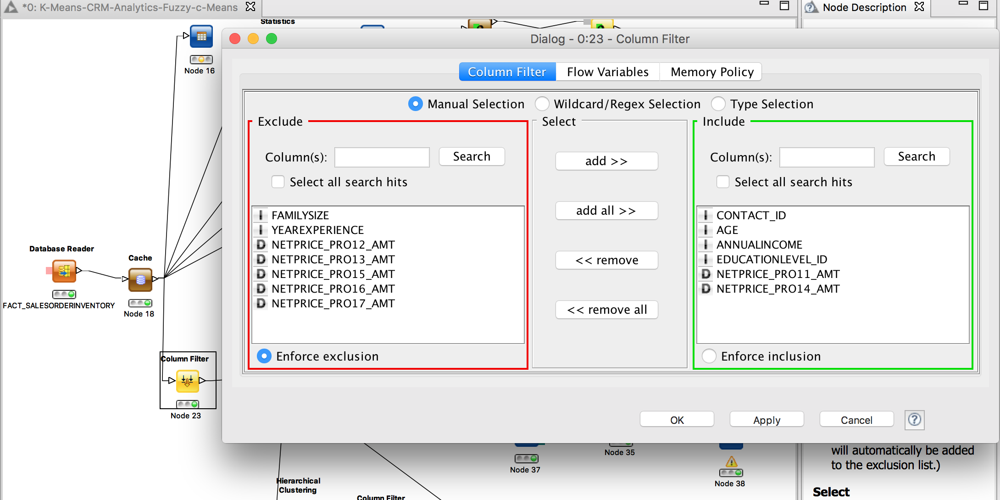 *0: K-Means-CRM-Analytics-Fuzzy-c-Means
Node Description
Statistics
Node 16
Dialog - 0:23 - Column Filter
Column Filter
Flow Variables
Memory Policy
Manual Selection
Wildcard/Regex Selection
Type Selection
Exclude
Column(s):
Search
Select all search hits
FAMILYSIZE
YEAREXPERIENCE
NETPRICE_PRO12_AMT
NETPRICE_PRO13_AMT
NETPRICE_PRO15_AMT
NETPRICE_PRO16_AMT
NETPRICE_PRO17_AMT
Enforce exclusion
Select
add >>
add all >>
<< remove
<< remove all
Include
Column(s):
Search
Select all search hits
CONTACT_ID
AGE
ANNUALINCOME
EDUCATIONLEVEL_ID
NETPRICE_PRO11_AMT
NETPRICE_PRO14_AMT
Enforce inclusion
OK
Apply
Cancel
?
Database Reader
FACT_SALESORDERINVENTORY
Cache
Node 18
Column Filter
Node 23
Node 37
Node 35
Node 38
Hierarchical
Clustering
Column Filter
will automatically be added
to the exclusion list.)
Select